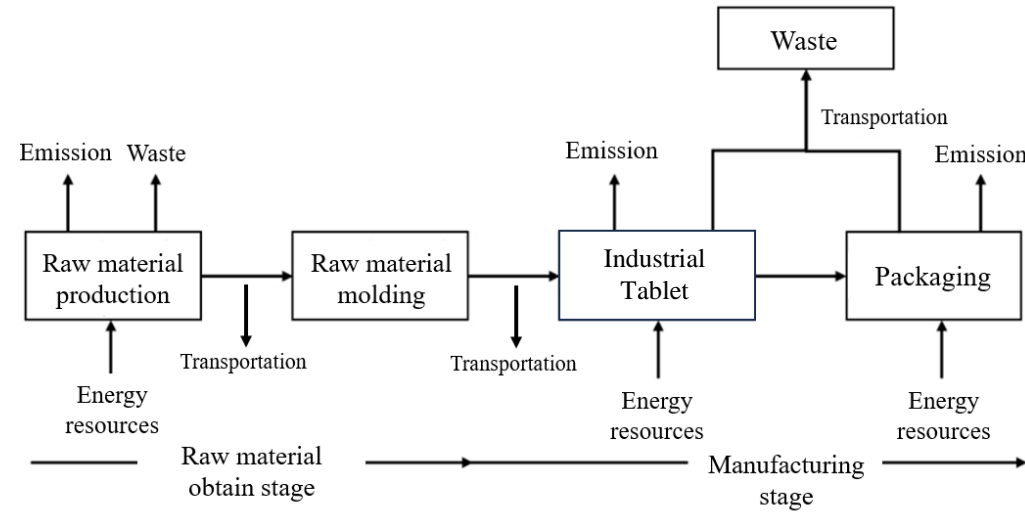 Waste
Transportation
Emission
Waste
Emission
Emission
Raw material
production
Raw material
molding
Industrial
Tablet
Packaging
Transportation
Transportation
Energy
resources
Energy
resources
Energy
resources
Raw material
obtain stage
Manufacturing
stage